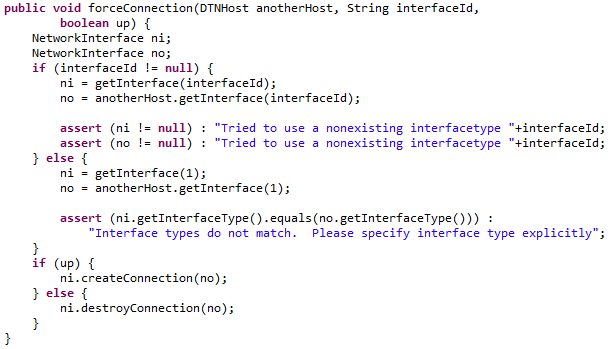 public void forceConnection(DTNHost anotherHost, String interfaceId,
        boolean up) {
    NetworkInterface ni;
    NetworkInterface no;
    if (interfaceId != null) {
        ni = getInterface(interfaceId);
        no = anotherHost.getInterface(interfaceId);

        assert (ni != null) : "Tried to use a nonexisting interfacetype "+interfaceId;
        assert (no != null) : "Tried to use a nonexisting interfacetype "+interfaceId;
    } else {
        ni = getInterface(1);
        no = anotherHost.getInterface(1);

        assert (ni.getInterfaceType().equals(no.getInterfaceType())) :
            "Interface types do not match.  Please specify interface type explicitly";
    }
    if (up) {
        ni.createConnection(no);
    } else {
        ni.destroyConnection(no);
    }
}